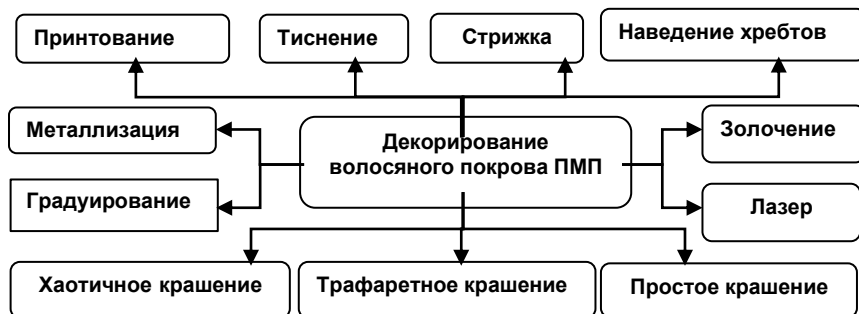 Принтование
Тиснение
Стрижка
Наведение хребтов
Металлизация
Декорирование
волосяного покрова ПМП
Золочение
Градуирование
Лазер
Хаотичное крашение
Трафаретное крашение
Простое крашение